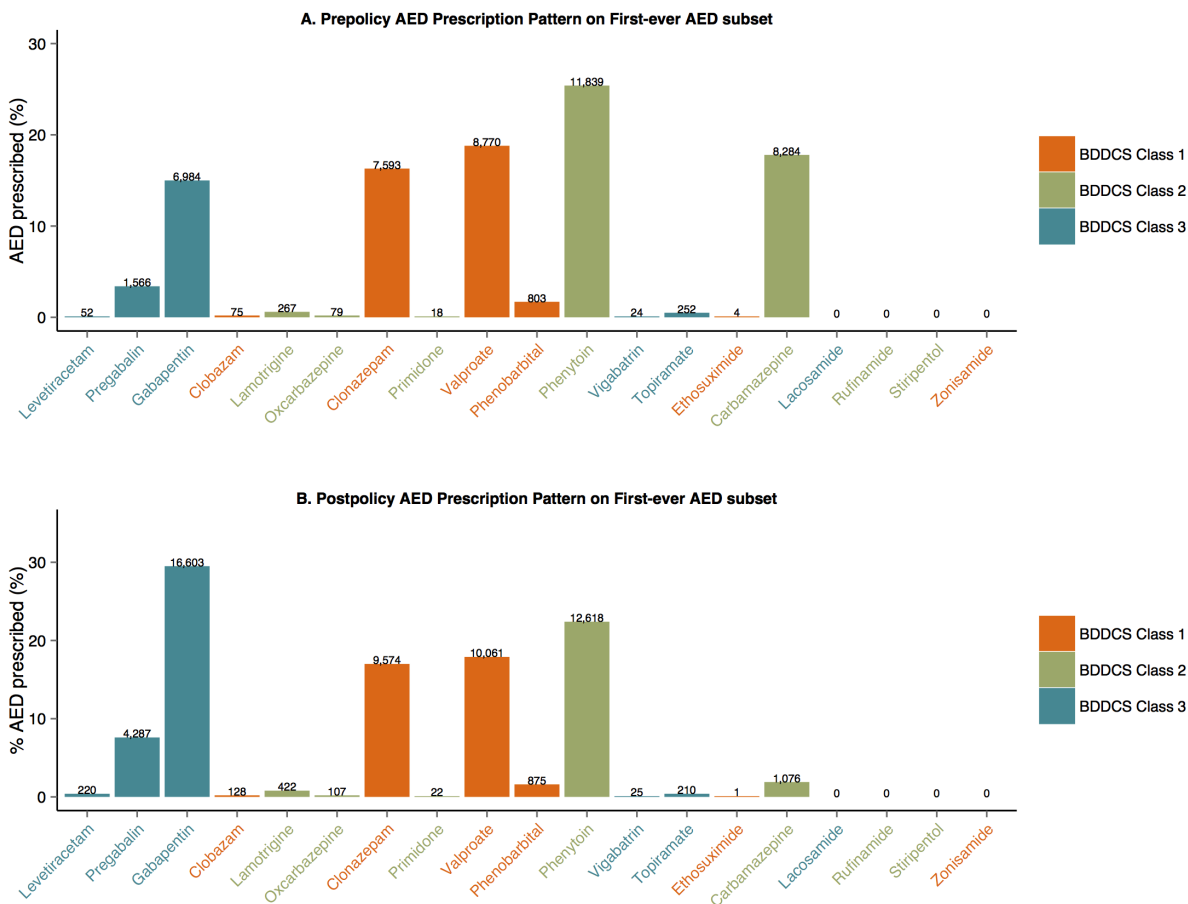 A. Prepolicy AED Prescription Pattern on First-ever AED subset
AED prescribed (%)
30
20
10
0
52
1,566
6,984
75
267
79
7,593
18
8,770
803
11,839
24
252
4
8,284
0
0
0
0
Levetiracetam
Pregabalin
Gabapentin
Clobazam
Lamotrigine
Oxcarbazepine
Clonazepam
Primidone
Valproate
Phenobarbital
Phenytoin
Vigabatrin
Topiramate
Ethosuximide
Carbamazepine
Lacosamide
Rufinamide
Stiripentol
Zonisamide
BDDCS Class 1
BDDCS Class 2
BDDCS Class 3
B. Postpolicy AED Prescription Pattern on First-ever AED subset
% AED prescribed (%)
30
20
10
0
220
4,287
16,603
128
422
107
9,574
22
10,061
875
12,618
25
210
1
1,076
0
0
0
0
Levetiracetam
Pregabalin
Gabapentin
Clobazam
Lamotrigine
Oxcarbazepine
Clonazepam
Primidone
Valproate
Phenobarbital
Phenytoin
Vigabatrin
Topiramate
Ethosuximide
Carbamazepine
Lacosamide
Rufinamide
Stiripentol
Zonisamide
BDDCS Class 1
BDDCS Class 2
BDDCS Class 3